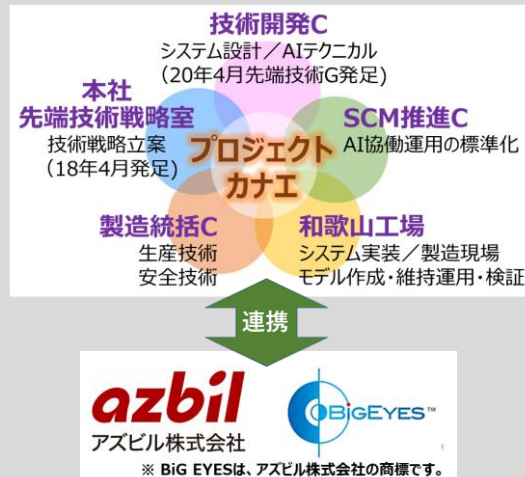 技術開発C
システム設計／AIテクニカル
（20年4月先端技術G発足）
本社
先端技術戦略室
技術戦略立案
（18年4月発足）
プロジェクト
カナエ
SCM推進C
AI協働運用の標準化
製造統括C
生産技術
安全技術
和歌山工場
システム実装／製造現場
モデル作成・維持運用・検証
連携
azbil
アズビル株式会社
BiGEYES™
※ BiG EYESは、アズビル株式会社の商標です。